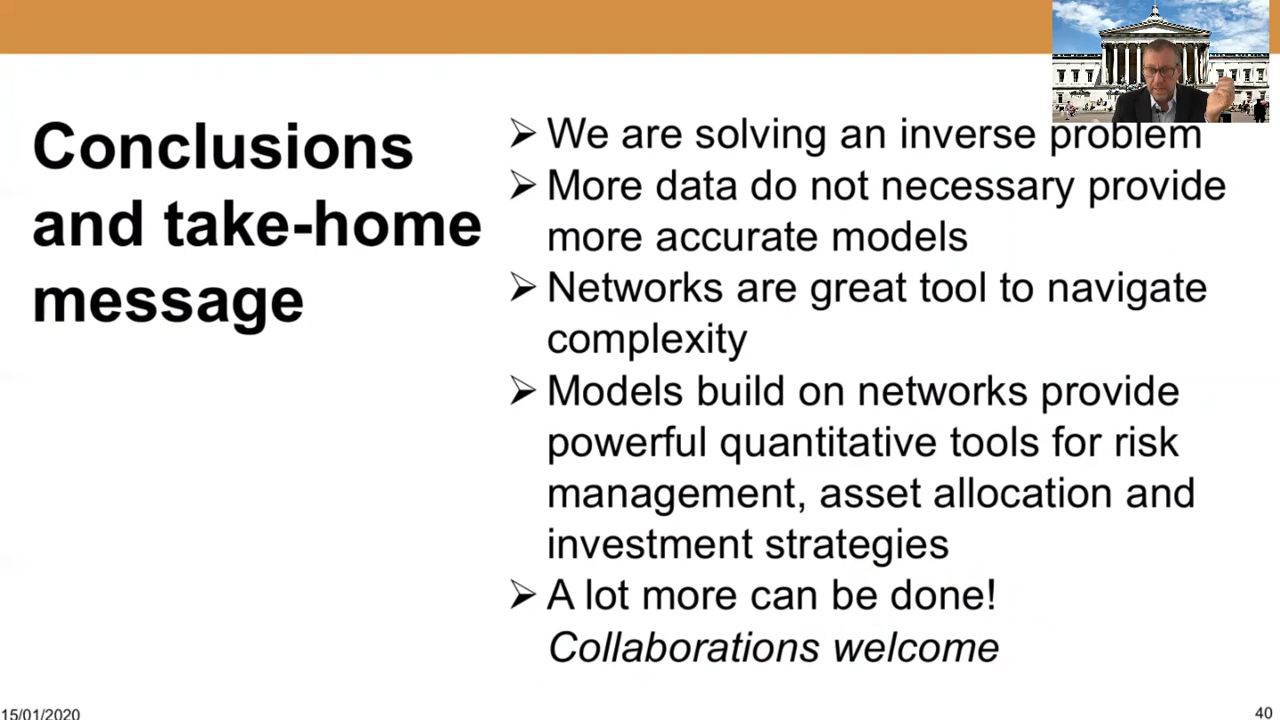 Conclusions
and take-home
message
➢ We are solving an inverse problem
➢ More data do not necessary provide
more accurate models
➢ Networks are great tool to navigate
complexity
➢ Models build on networks provide
powerful quantitative tools for risk
management, asset allocation and
investment strategies
➢ A lot more can be done!
Collaborations welcome
15/01/2020
40